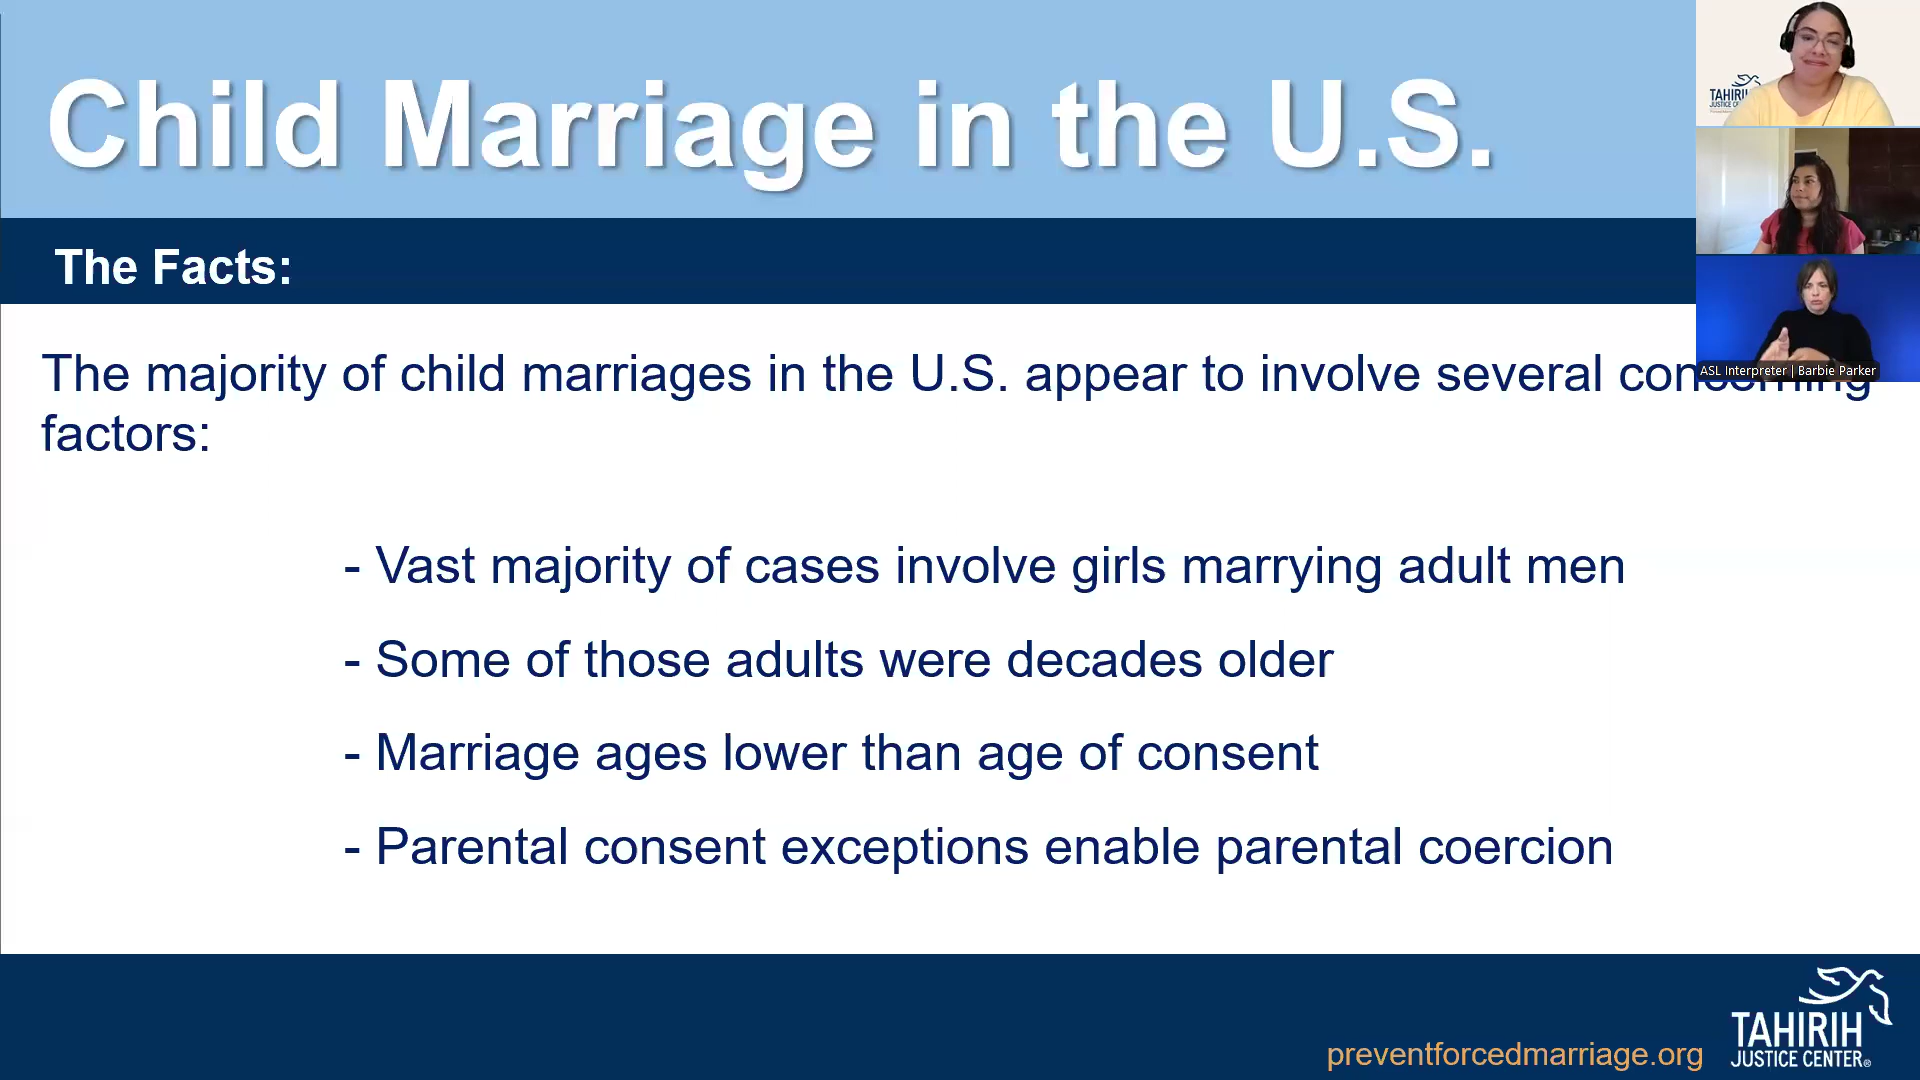 Child Marriage in the U.S.
The Facts:
The majority of child marriages in the U.S. appear to involve several concerning
factors:
- Vast majority of cases involve girls marrying adult men
- Some of those adults were decades older
- Marriage ages lower than age of consent
- Parental consent exceptions enable parental coercion
preventforcedmarriage.org
TAHIRIH
JUSTICE CENTER®
TAHIRIH
JUSTICE
ASL Interpreter | Barbie Parker